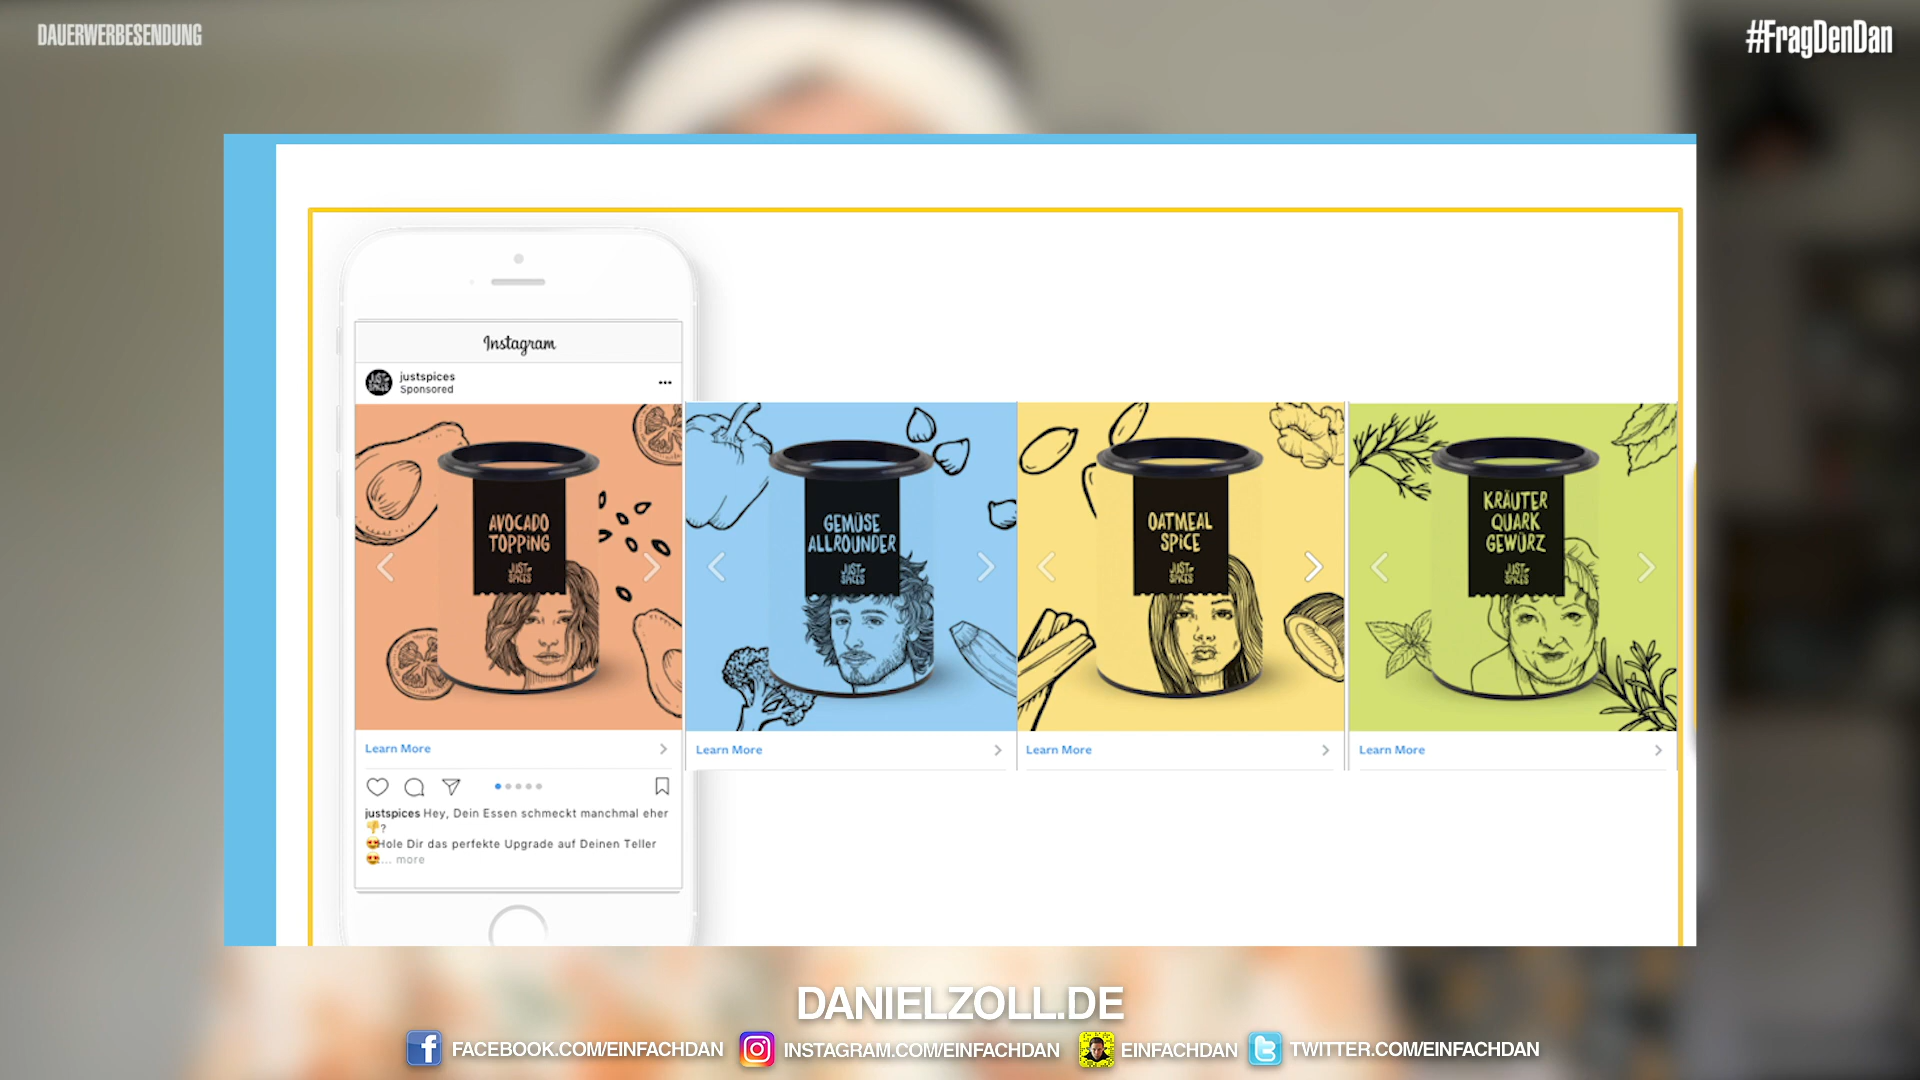 DAUERWERBESENDUNG
#FragDenDan
Instagram
justspices
Sponsored
AVOCADO
TOPPING
JUST
SPICES
GEMÜSE
ALLROUNDER
JUST
SPICES
OATMEAL
SPICE
JUST
SPICES
KRÄUTER
QUARK
GEWÜRZ
JUST
SPICES
Learn More
Learn More
Learn More
Learn More
justspices Hey, Dein Essen schmeckt manchmal eher
👎?
😍Hole Dir das perfekte Upgrade auf Deinen Teller
😍... more
DANIELZOLL.DE
FACEBOOK.COM/EINFACHDAN
INSTAGRAM.COM/EINFACHDAN
EINFACHDAN
TWITTER.COM/EINFACHDAN